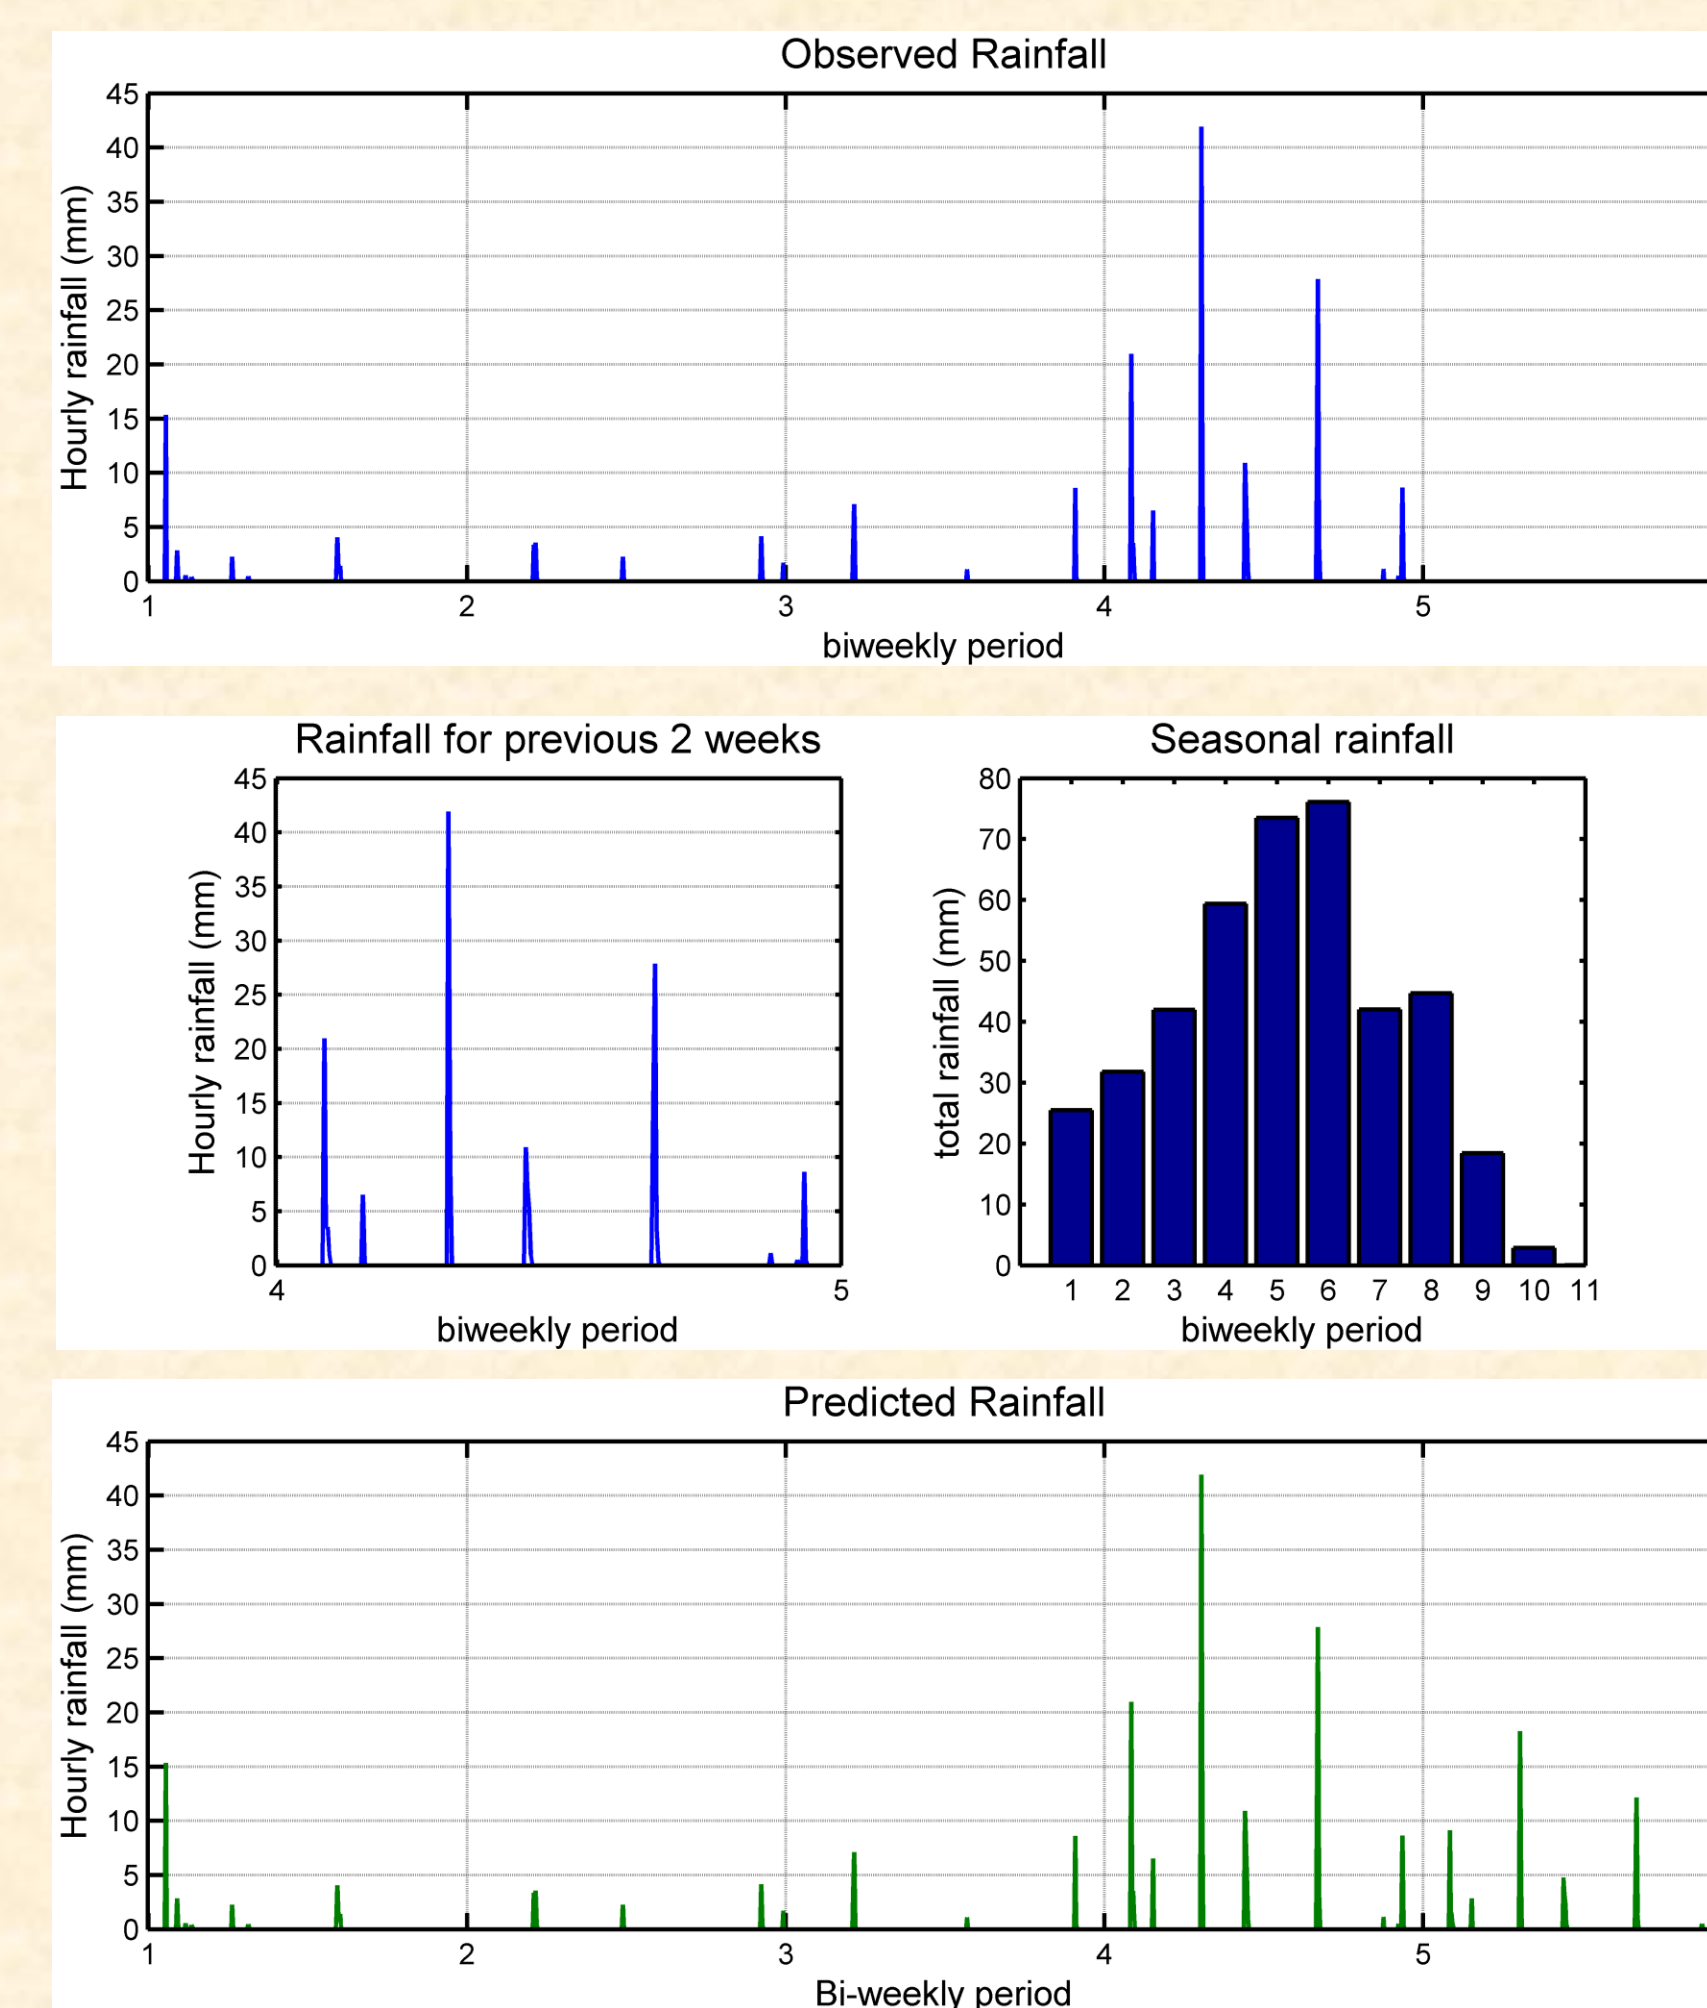 Observed Rainfall
45
40
35
30
25
20
15
10
5
0
Hourly rainfall (mm)
1 2 3 4 5
biweekly period
Rainfall for previous 2 weeks
45
40
35
30
25
20
15
10
5
0
Hourly rainfall (mm)
4 5
biweekly period
Seasonal rainfall
80
70
60
50
40
30
20
10
0
total rainfall (mm)
1 2 3 4 5 6 7 8 9 10 11
biweekly period
Predicted Rainfall
45
40
35
30
25
20
15
10
5
0
Hourly rainfall (mm)
1 2 3 4 5
Bi-weekly period